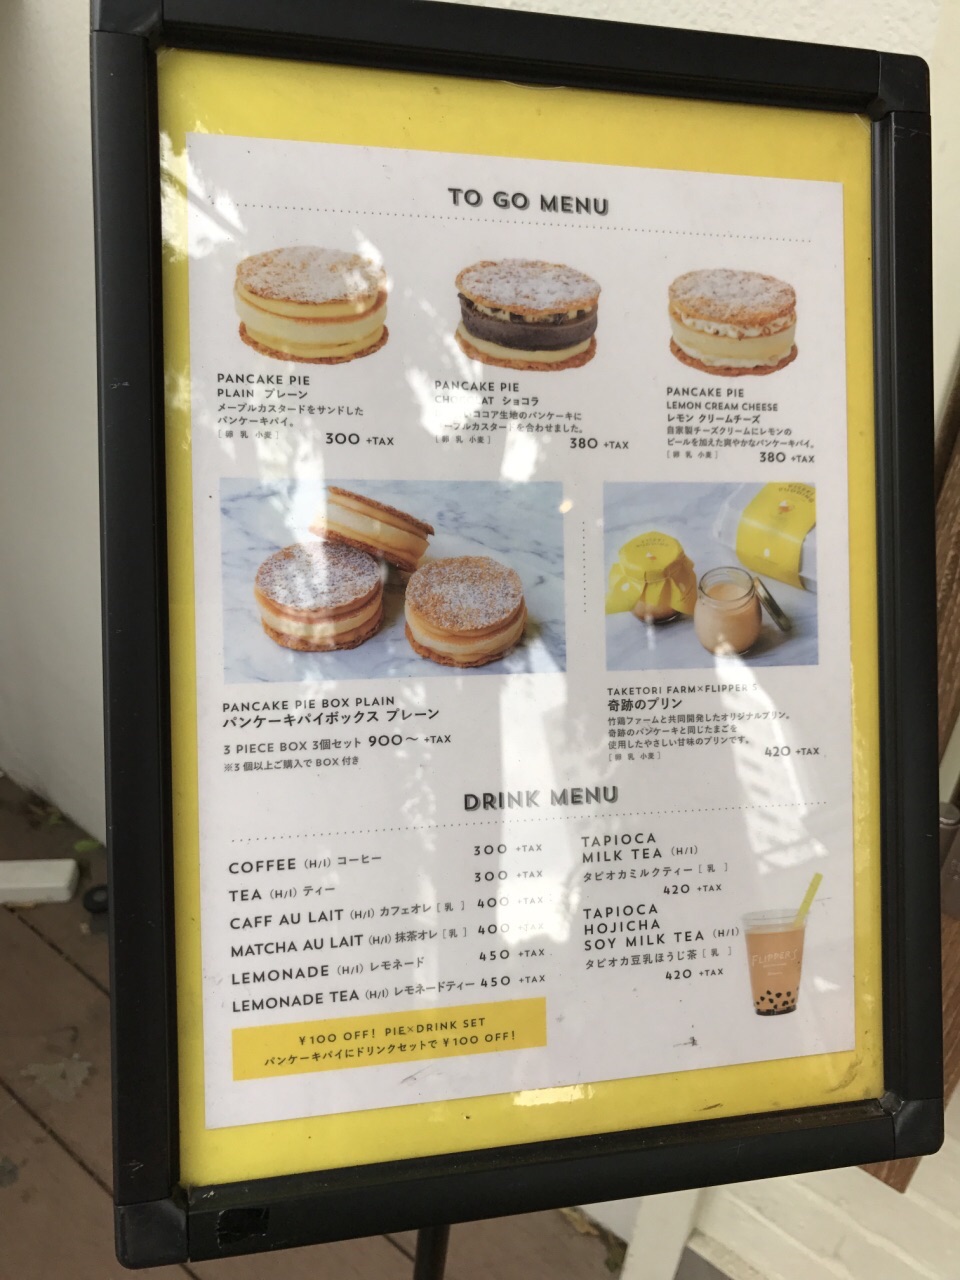 TO GO MENU
PANCAKE PIE
PLAIN プレーン
メープルカスタードをサンドした
パンケーキパイ。
[ 卵 乳 小麦 ]
300 +TAX
PANCAKE PIE
CHOCOLAT ショコラ
ココア生地のパンケーキに
ープルカスタードを合わせました。
[ 卵 乳 小麦 ]
380 +TAX
PANCAKE PIE
LEMON CREAM CHEESE
レモン クリームチーズ
自家製チーズクリームにレモンの
ピールを加えた爽やかなパンケーキパイ。
[ 卵 乳 小麦 ]
380 +TAX
PANCAKE PIE BOX PLAIN
パンケーキパイボックス プレーン
3 PIECE BOX 3個セット 900〜 +TAX
※3個以上ご購入で BOX 付き
TAKETORI FARM×FLIPPER'S
奇跡のプリン
竹鶏ファームと共同開発したオリジナルプリン。
奇跡のパンケーキと同じたまごを
使用したやさしい甘味のプリンです。
[ 卵 乳 小麦 ]
420 +TAX
DRINK MENU
COFFEE (H/I) コーヒー 300 +TAX
TEA (H/I) ティー 300 +TAX
CAFF AU LAIT (H/I) カフェオレ [ 乳 ] 400 +TAX
MATCHA AU LAIT (H/I) 抹茶オレ [ 乳 ] 400 +TAX
LEMONADE (H/I) レモネード 450 +TAX
LEMONADE TEA (H/I) レモネードティー 450 +TAX
¥100 OFF! PIE×DRINK SET
パンケーキパイにドリンクセットで ¥100 OFF!
TAPIOCA
MILK TEA (H/I)
タピオカミルクティー [ 乳 ]
420 +TAX
TAPIOCA
HOJICHA
SOY MILK TEA (H/I)
タピオカ豆乳ほうじ茶 [ 乳 ]
420 +TAX
FLIPPER'S